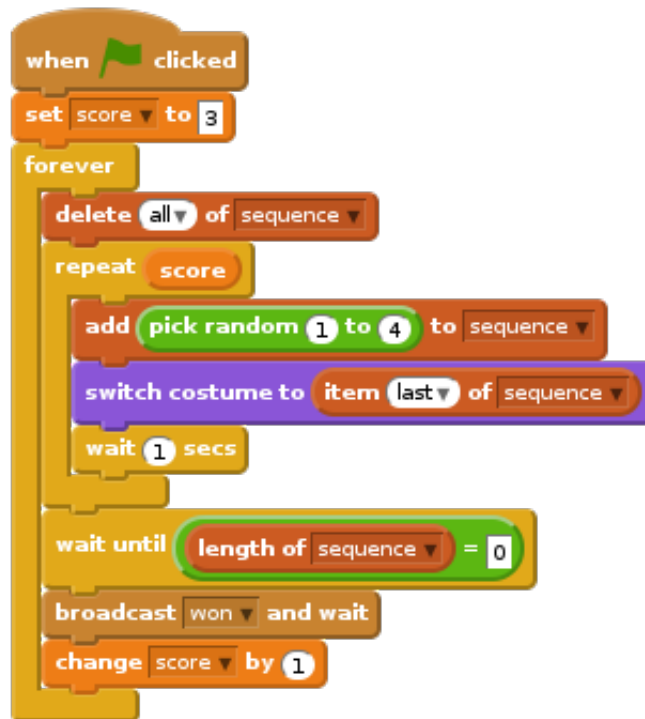 when clicked
set score to 3
forever
delete all of sequence
repeat score
add pick random 1 to 4 to sequence
switch costume to item last of sequence
wait 1 secs
wait until length of sequence = 0
broadcast won and wait
change score by 1